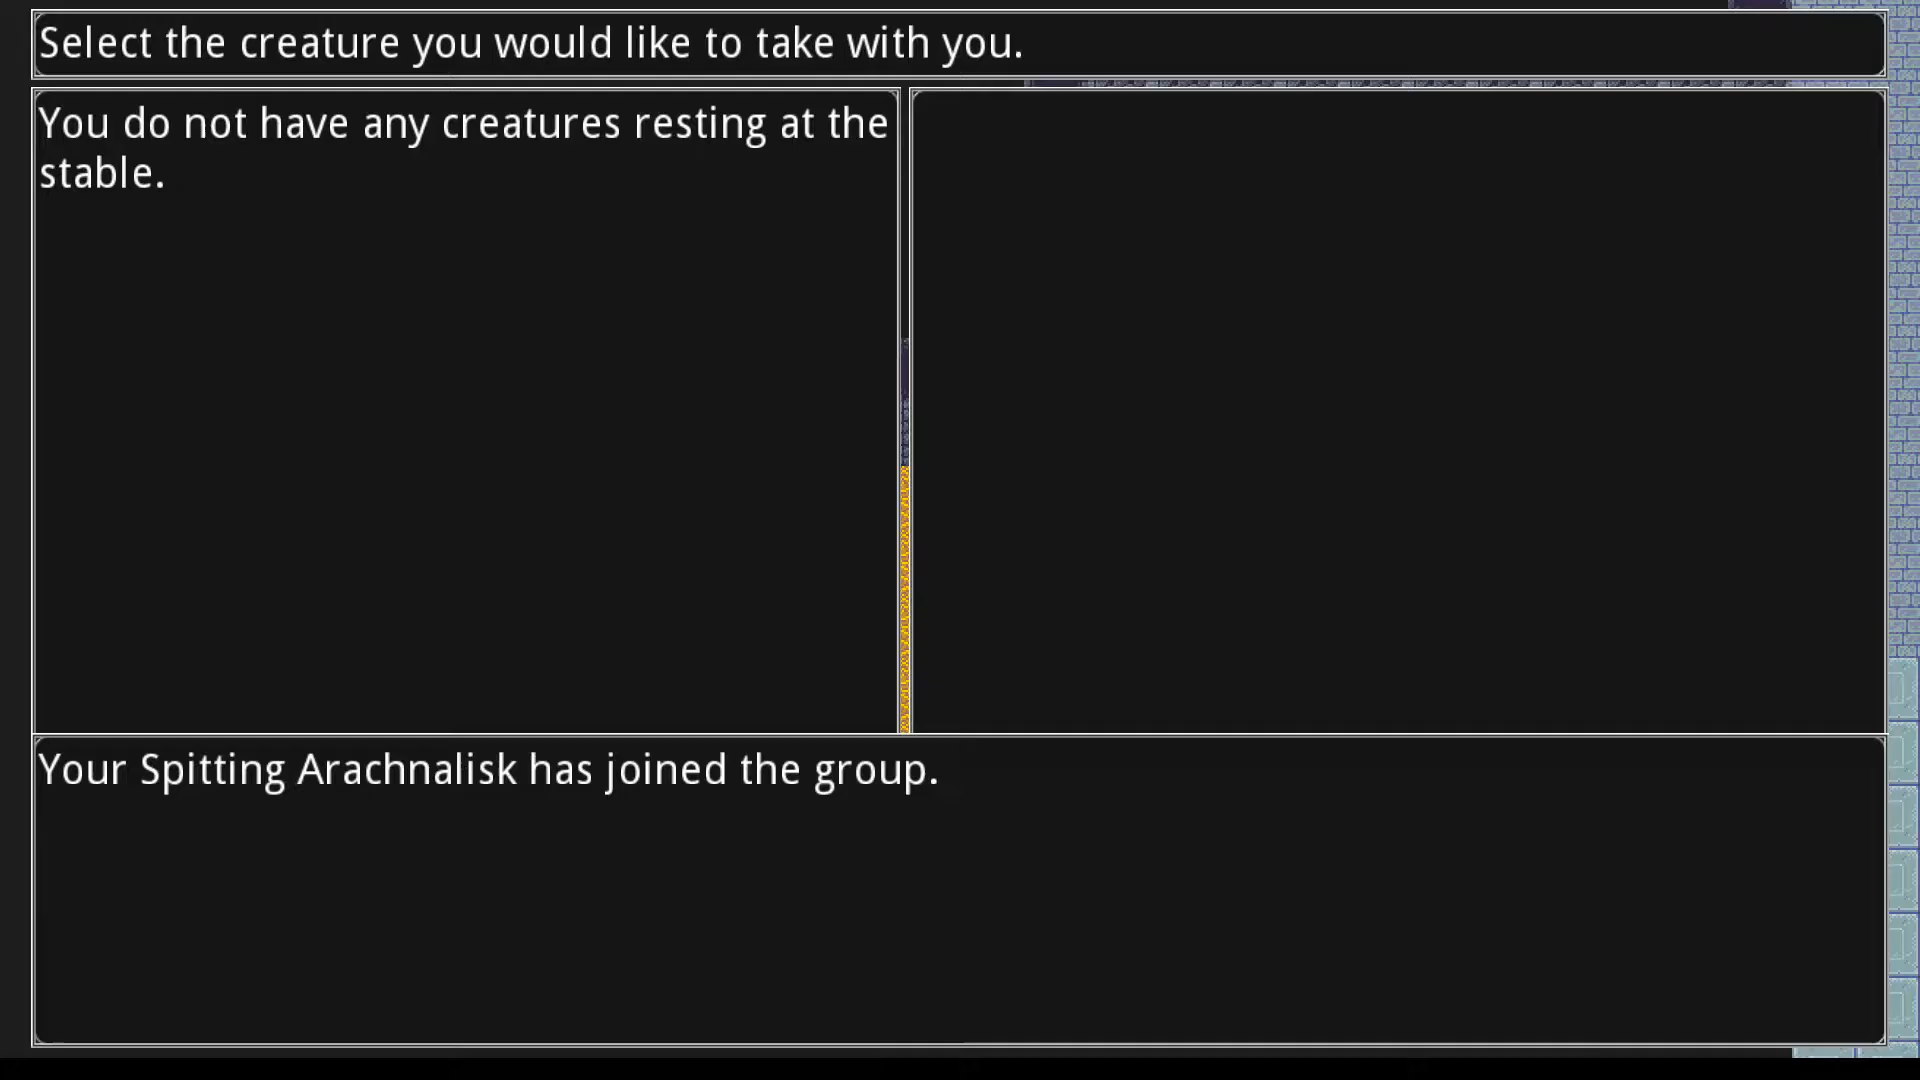 Select the creature you would like to take with you.
You do not have any creatures resting at the
stable.
Your Spitting Arachnalisk has joined the group.